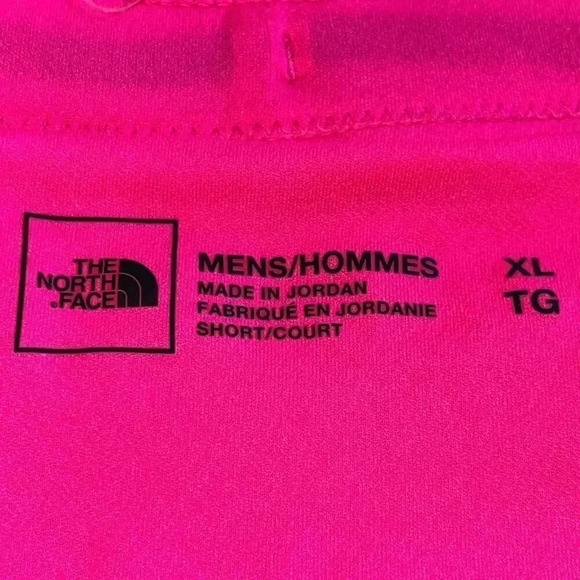 THE
NORTH
FACE
MENS/HOMMES
MADE IN JORDAN
FABRIQUÉ EN JORDANIE
SHORT/COURT
XL
TG